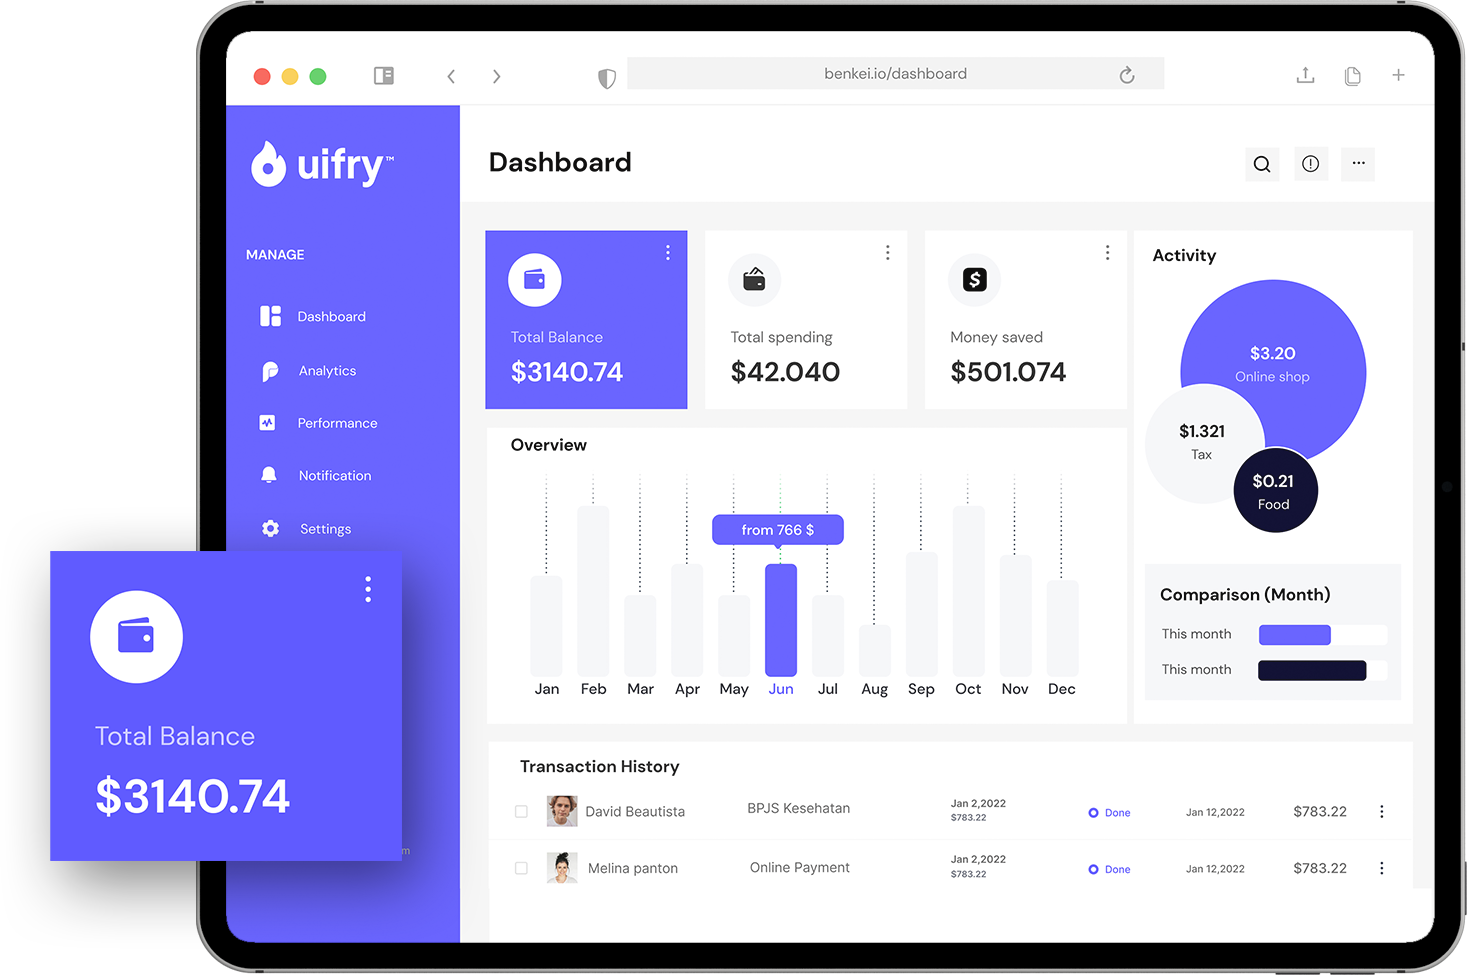 benkei.io/dashboard
uifry™
Dashboard
MANAGE
Dashboard
Analytics
Performance
Notification
Settings
Total Balance
$3140.74
Total spending
$42.040
$
Money saved
$501.074
Activity
$3.20
Online shop
$1.321
Tax
$0.21
Food
Overview
from 766 $
Jan Feb Mar Apr May Jun Jul Aug Sep Oct Nov Dec
Comparison (Month)
This month
This month
Total Balance
$3140.74
m
Transaction History
David Beautista BPJS Kesehatan Jan 2,2022 Done Jan 12,2022 $783.22
$783.22
Melina panton Online Payment Jan 2,2022 Done Jan 12,2022 $783.22
$783.22